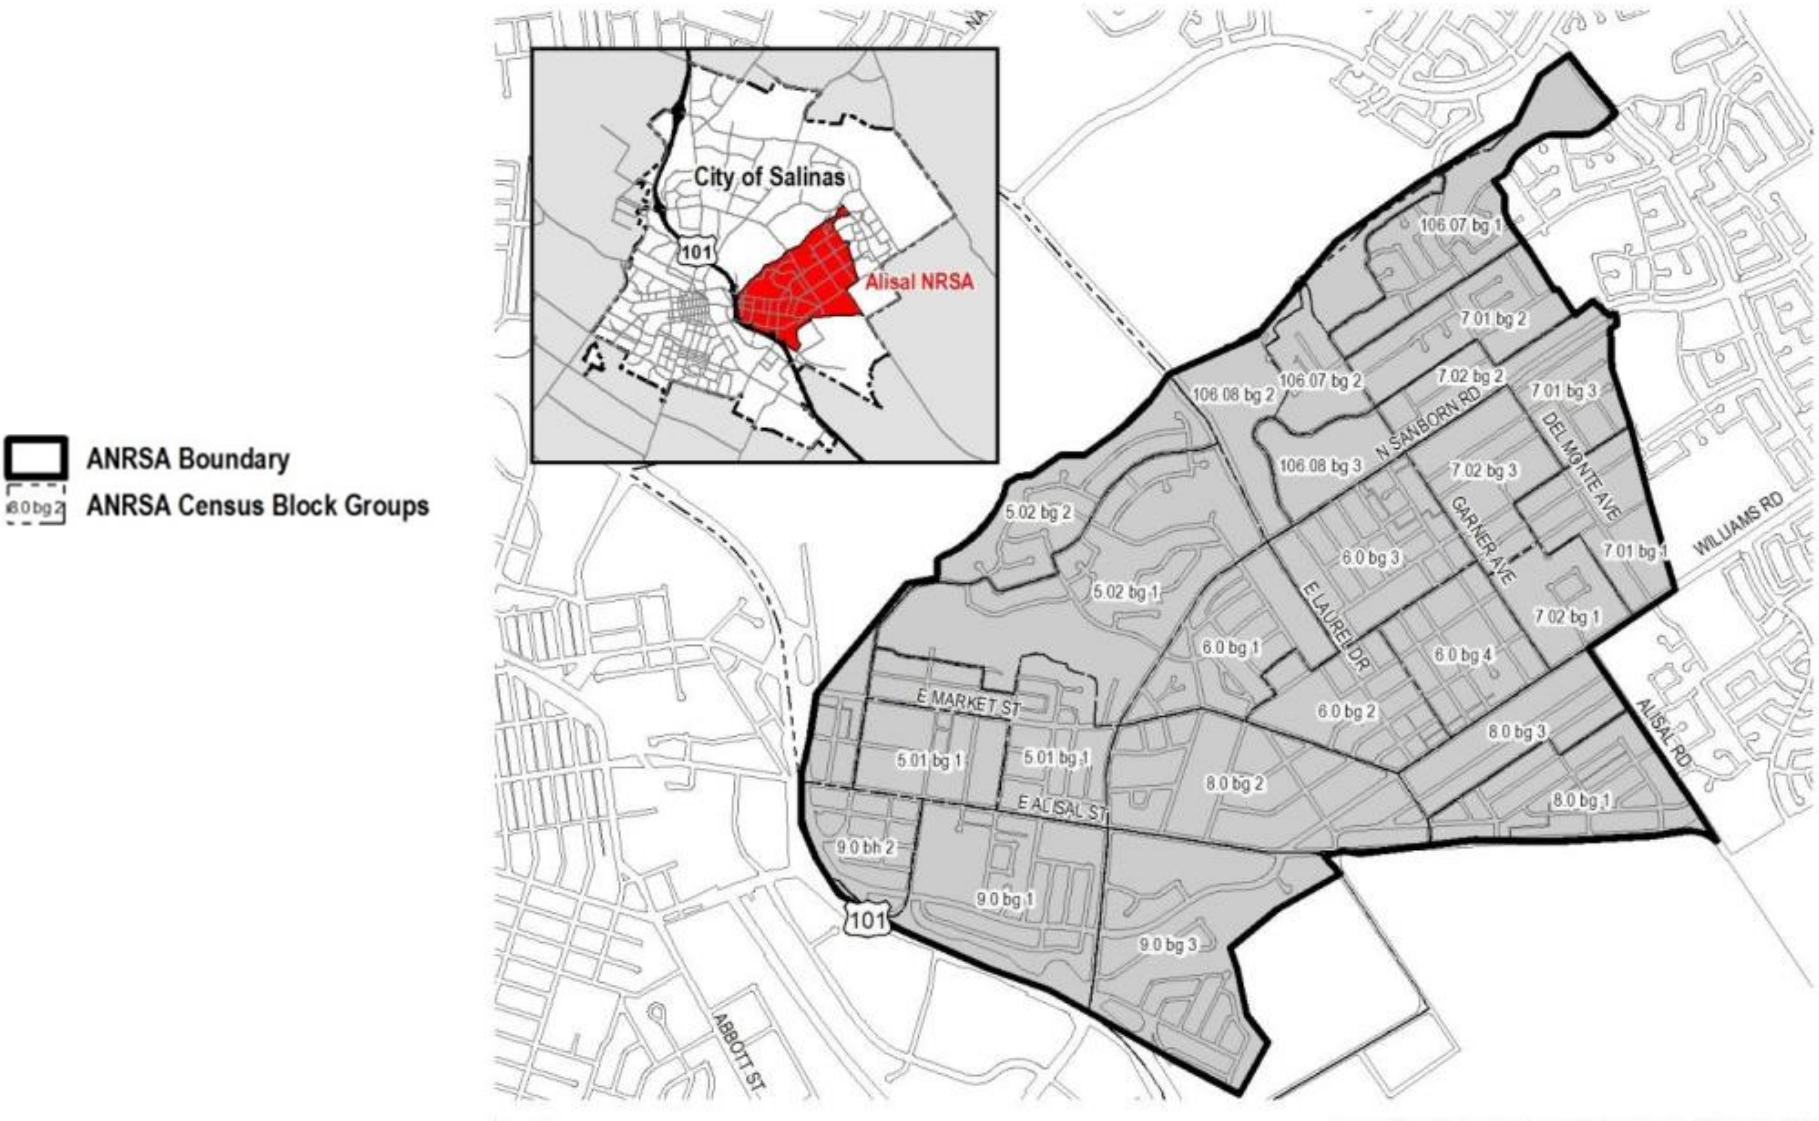 NA
City of Salinas
101
Alisal NRSA
ANRSA Boundary
8.0 bg 2
ANRSA Census Block Groups
106.07 bg 1
7.01 bg 2
106.08 bg 2
106.07 bg 2
7.02 bg 2
7.01 bg 3
N SANBORN RD
DEL MONTE AVE
106.08 bg 3
7.02 bg 3
5.02 bg 2
GARNER AVE
WILLIAMS RD
6.0 bg 3
7.01 bg 1
5.02 bg 1
E LAUREL DR
7.02 bg 1
6.0 bg 1
6.0 bg 4
E MARKET ST
6.0 bg 2
8.0 bg 3
ALISAL RD
5.01 bg 1
5.01 bg 1
8.0 bg 2
E ALISAL ST
8.0 bg 1
9.0 bh 2
9.0 bg 1
101
9.0 bg 3
ABBOTT ST